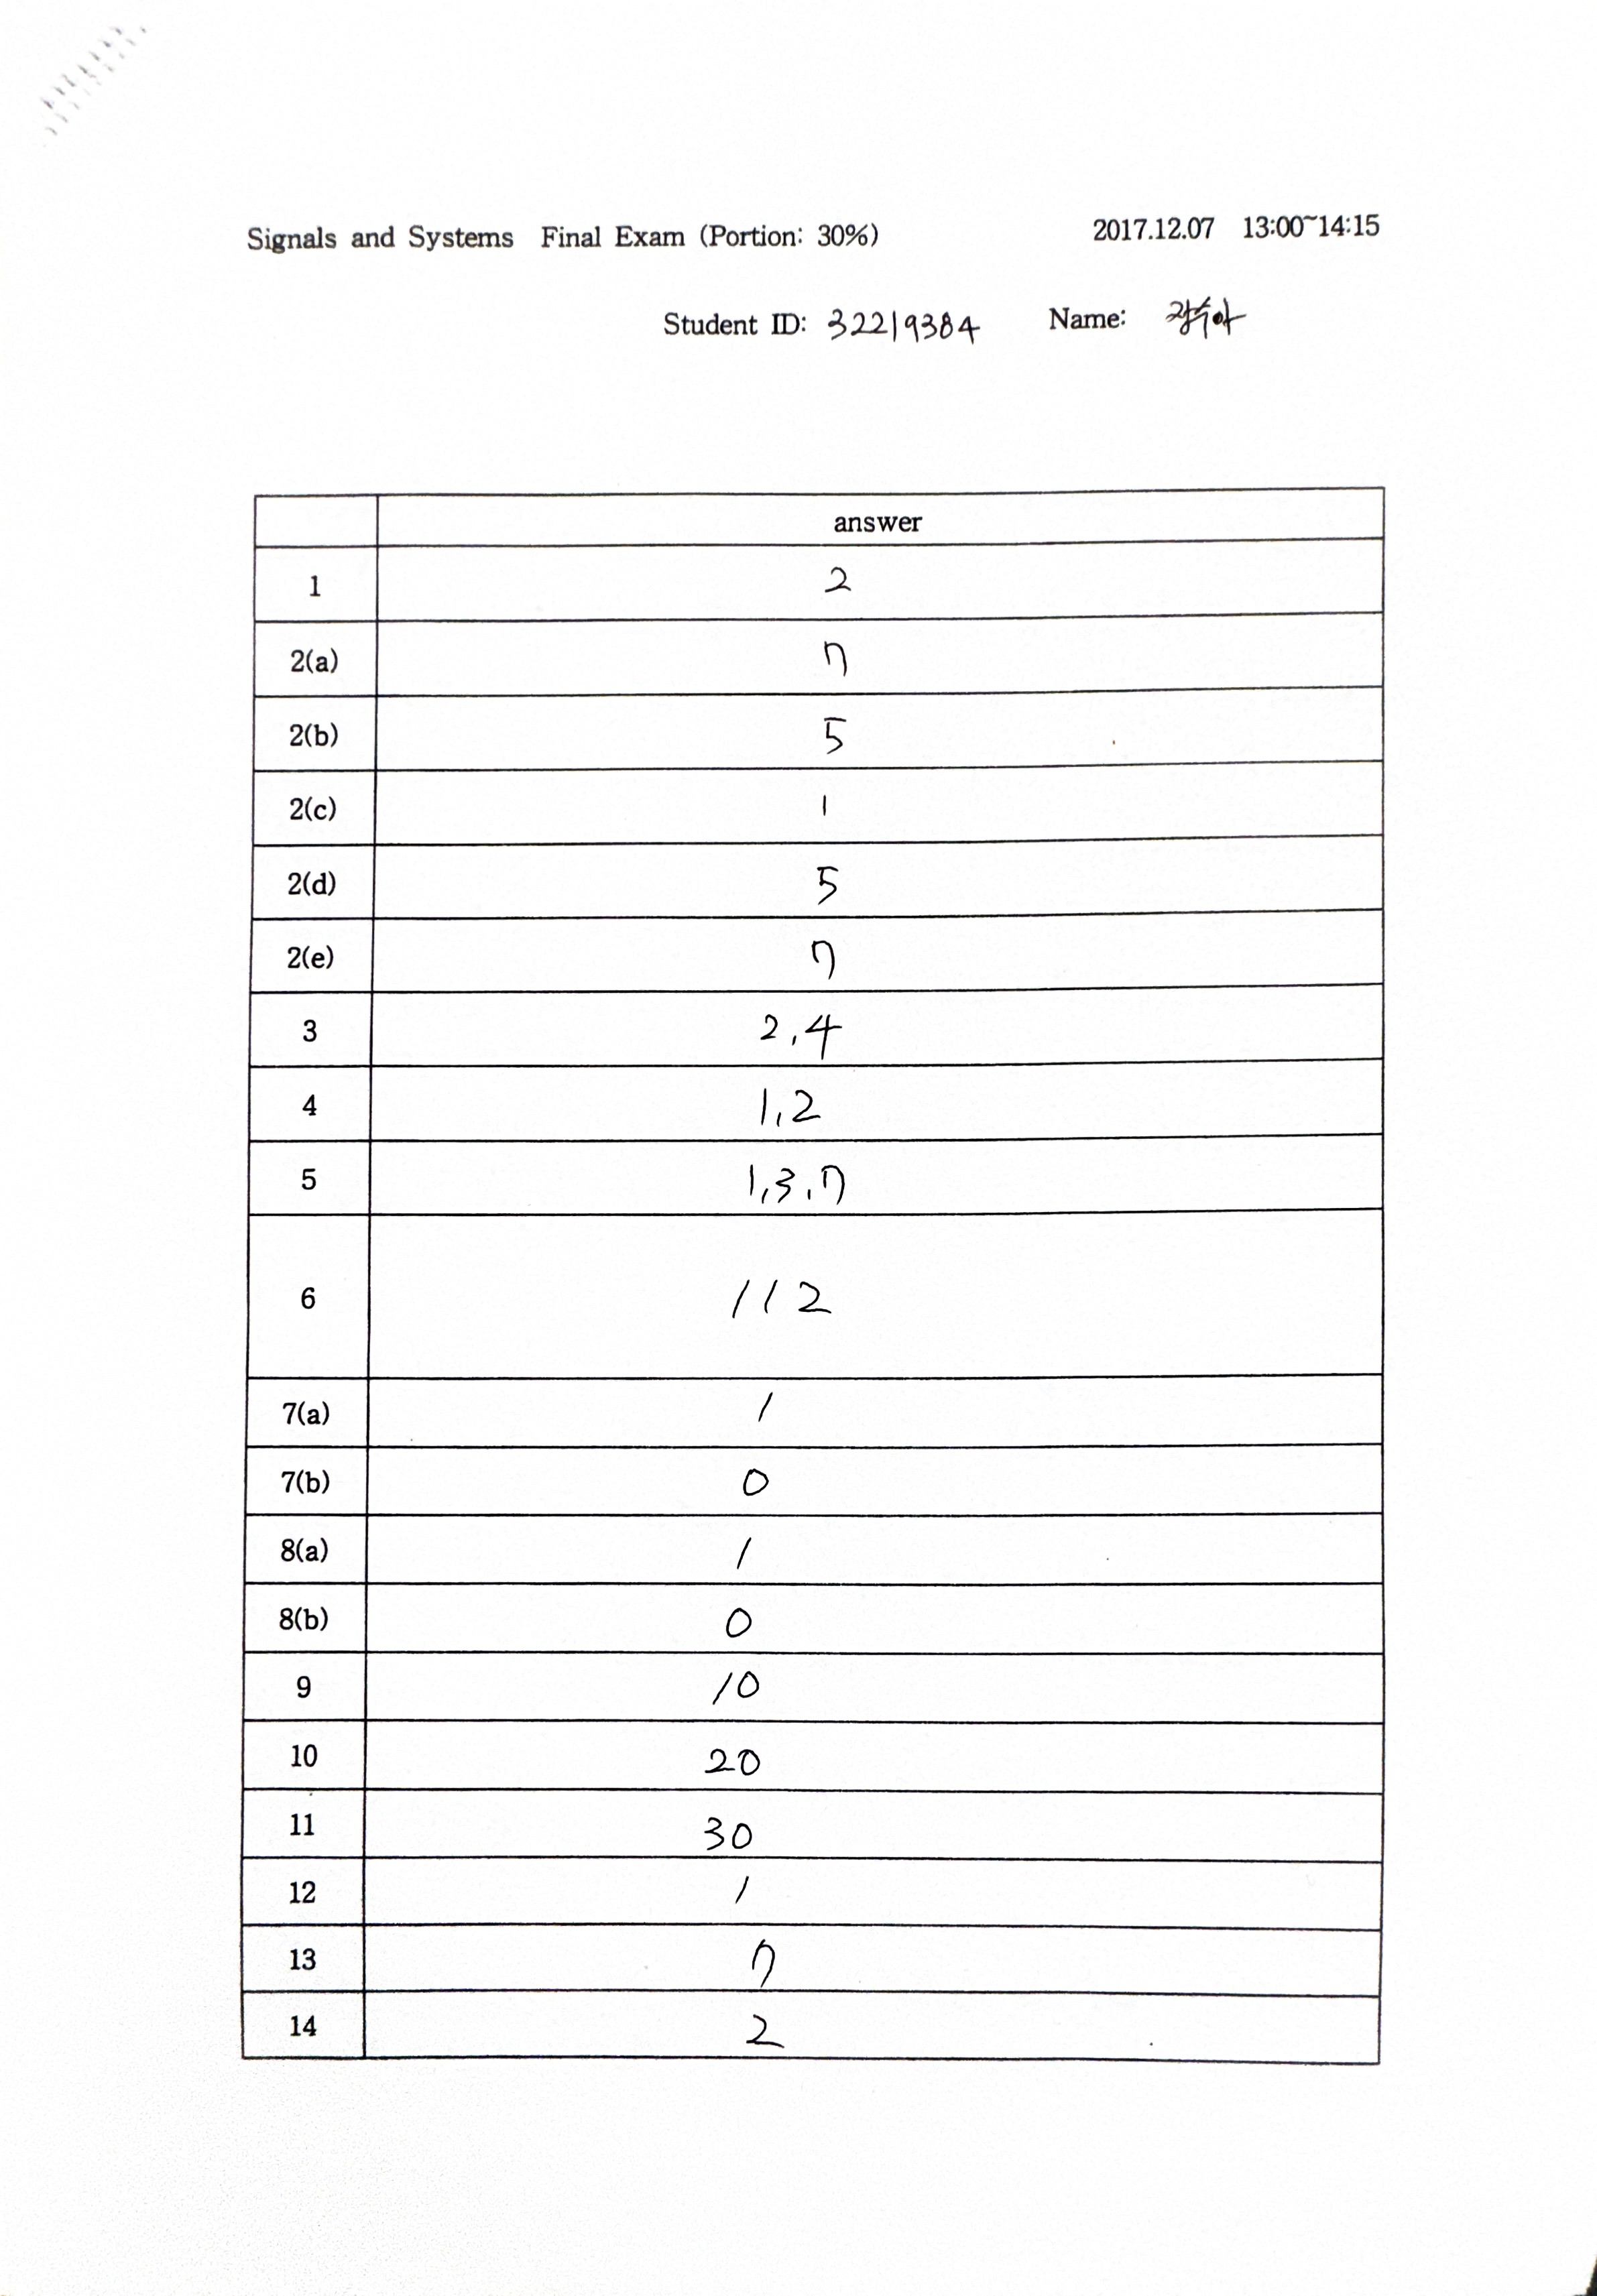 Signals and Systems Final Exam (Portion: 30%) 2017.12.07 13:00~14:15
Student ID: 32219384 Name:
answer
1 2
2(a) 7
2(b) 5
2(c) 1
2(d) 5
2(e) 7
3 2,4
4 1,2
5 1,3,7
6 112
7(a) 1
7(b) 0
8(a) 1
8(b) 0
9 10
10 20
11 30
12 1
13 7
14 2